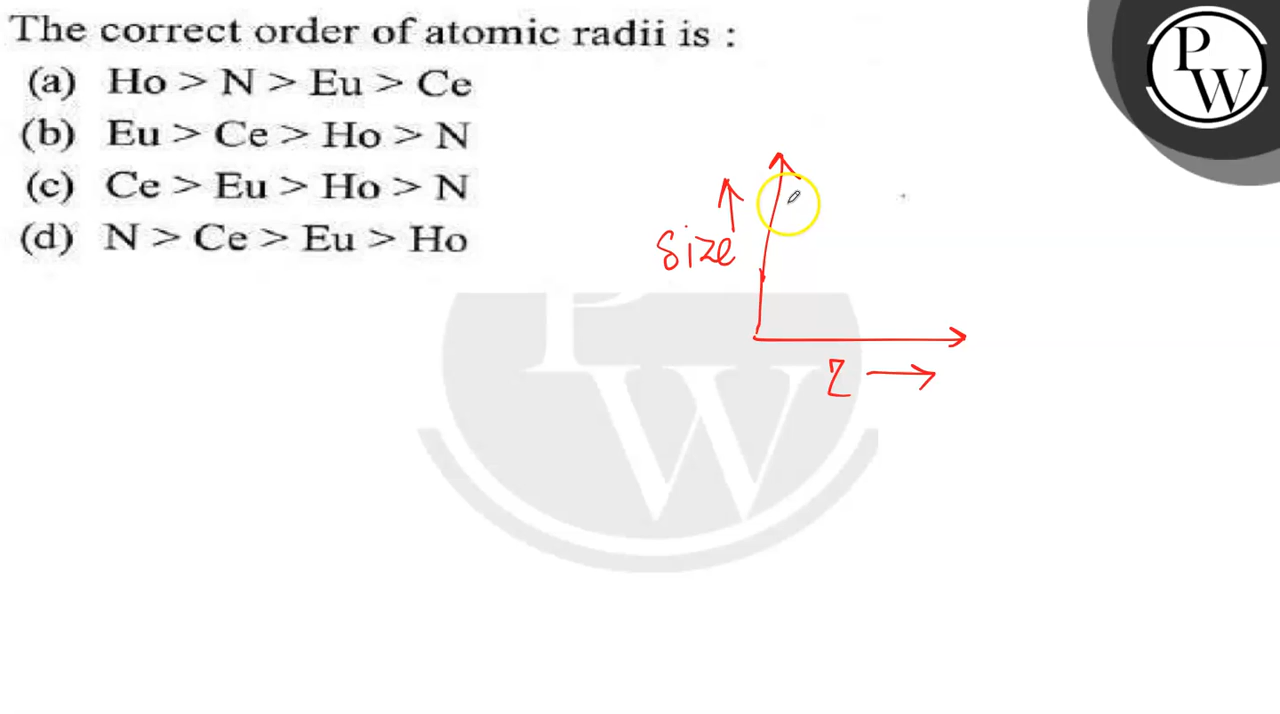 The correct order of atomic radii is :
(a) Ho > N > Eu > Ce
(b) Eu > Ce > Ho > N
(c) Ce > Eu > Ho > N
(d) N > Ce > Eu > Ho
size
Z
PW
PW